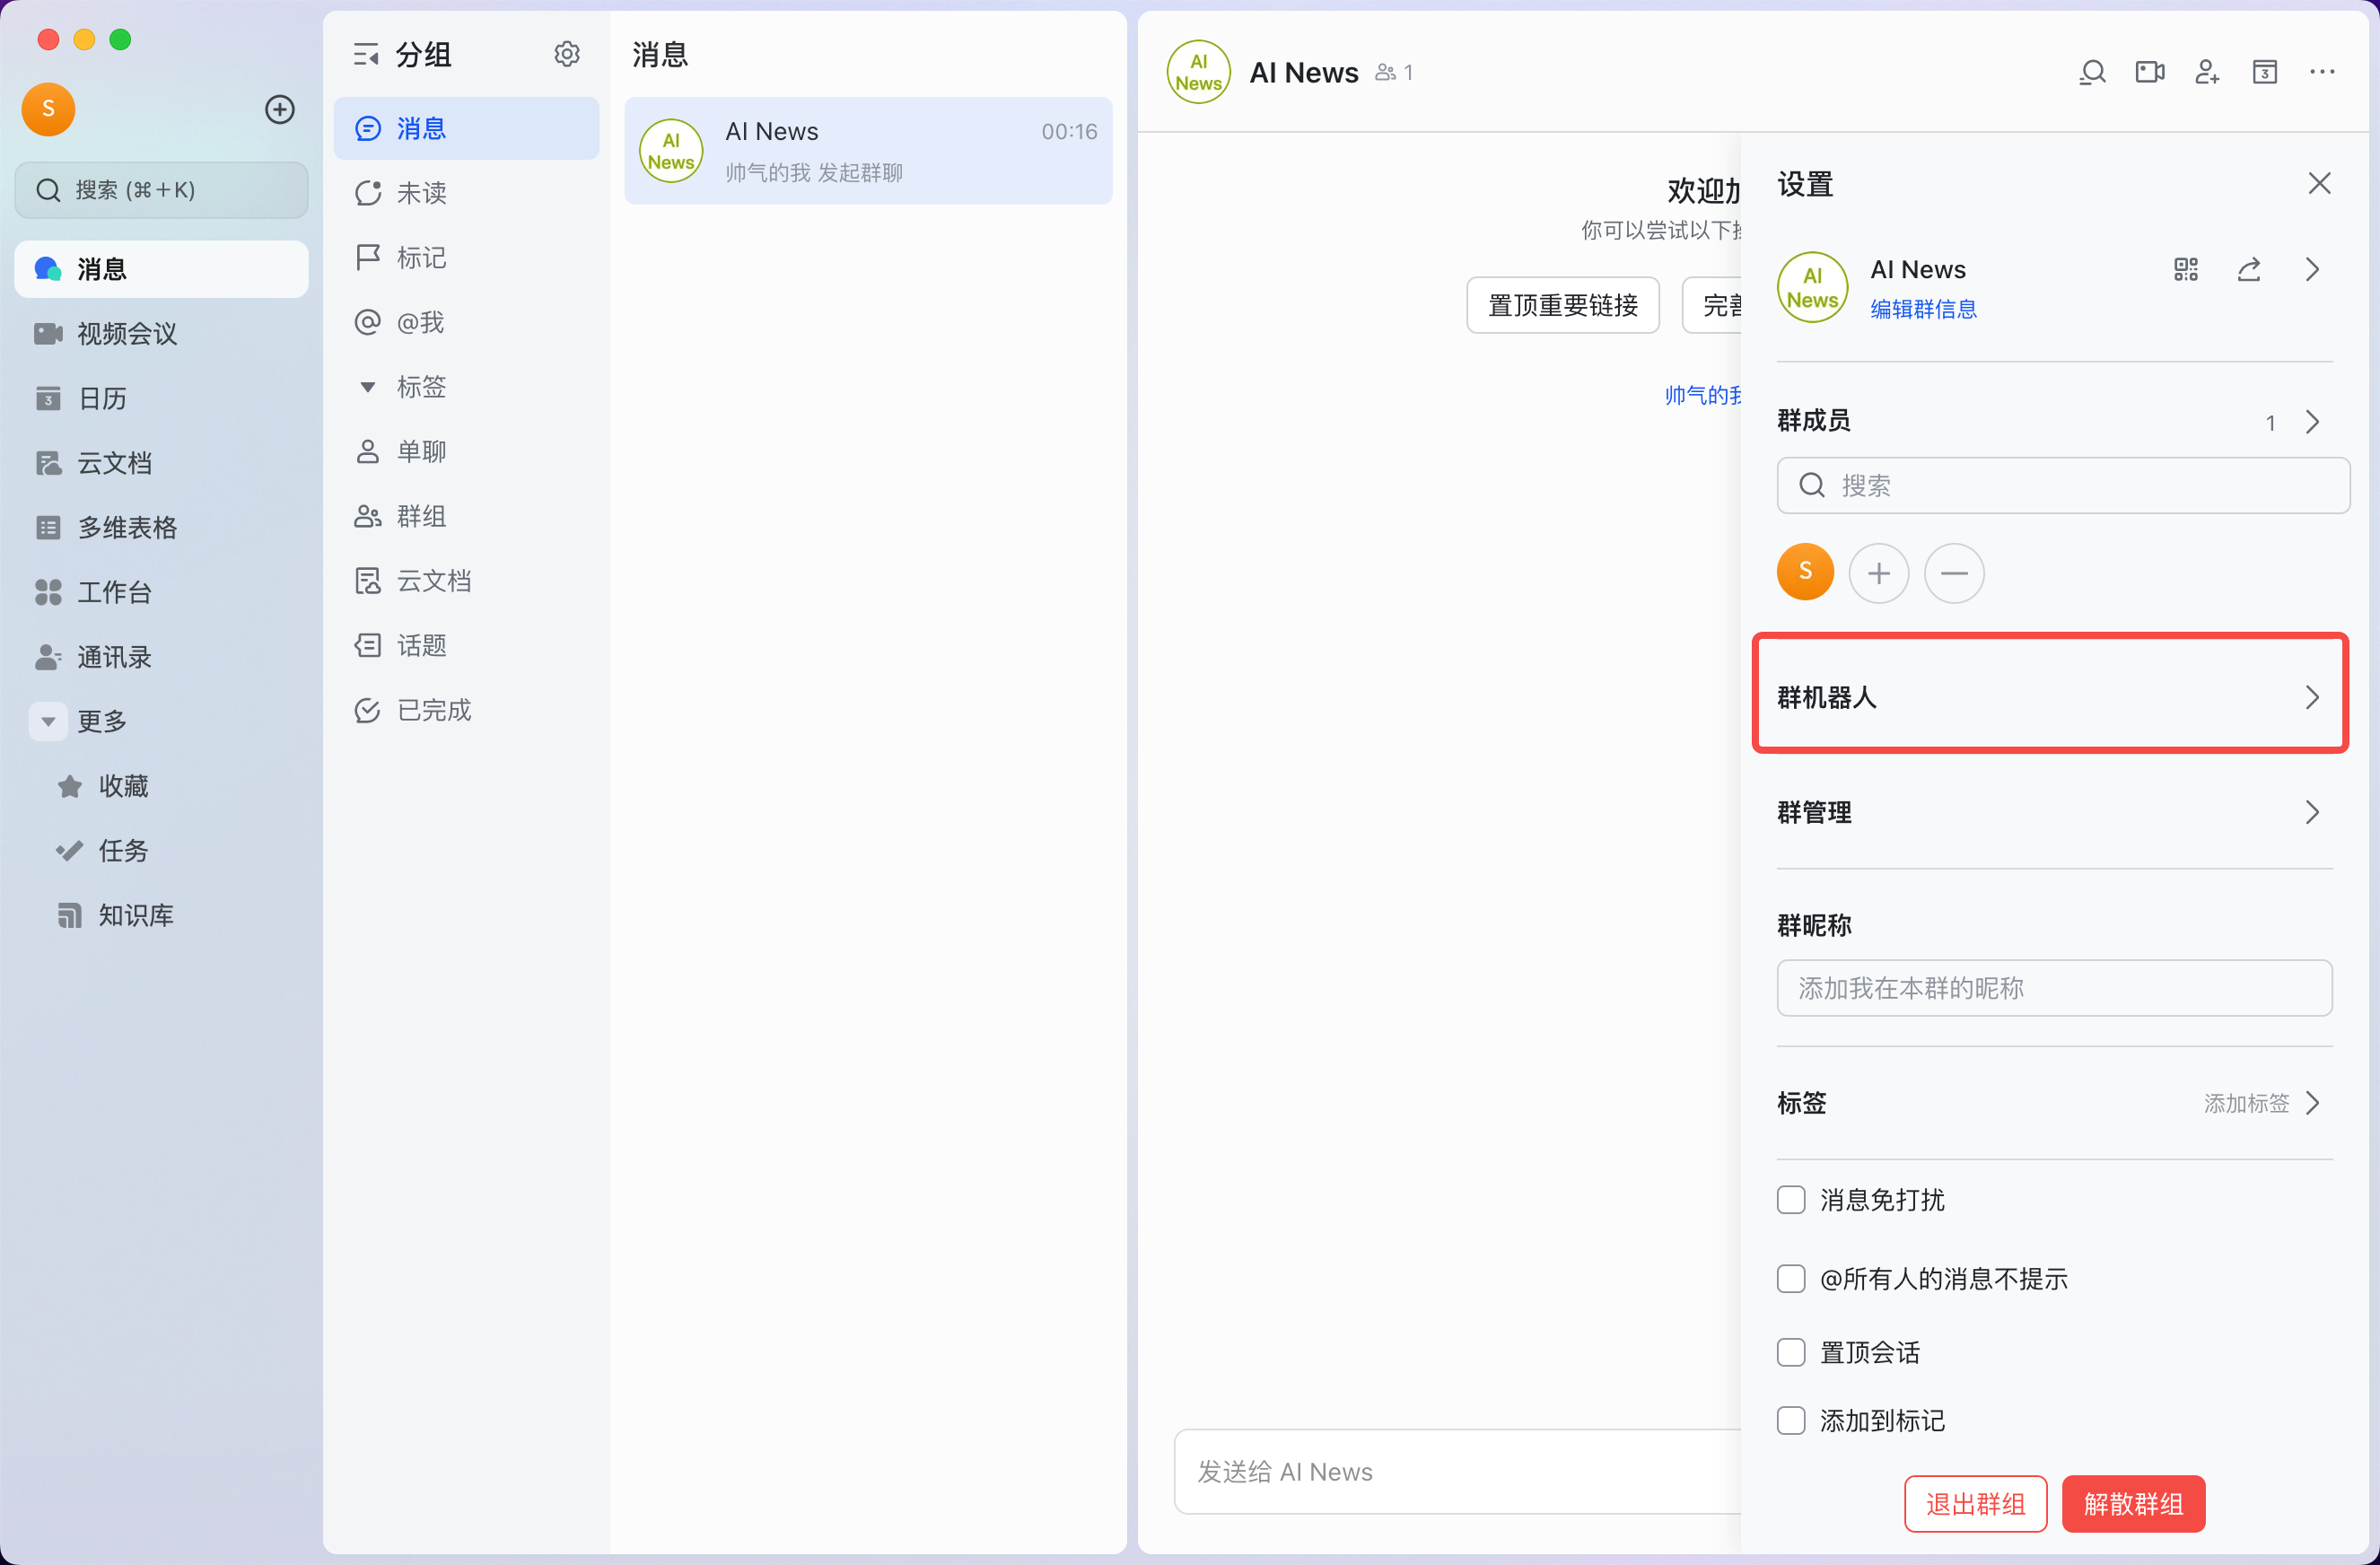 S
搜索 (⌘+K)
消息
视频会议
3
日历
云文档
多维表格
工作台
通讯录
更多
收藏
任务
知识库
分组
消息
未读
标记
@我
标签
单聊
群组
云文档
话题
已完成
消息
AI
News
AI News
00:16
帅气的我 发起群聊
AI
News
AI News
1
3
欢迎加
你可以尝试以下
置顶重要链接
完善
帅气的我
发送给 AI News
设置
AI
News
AI News
编辑群信息
群成员
1
搜索
S
群机器人
群管理
群昵称
添加我在本群的昵称
标签
添加标签
消息免打扰
@所有人的消息不提示
置顶会话
添加到标记
退出群组
解散群组